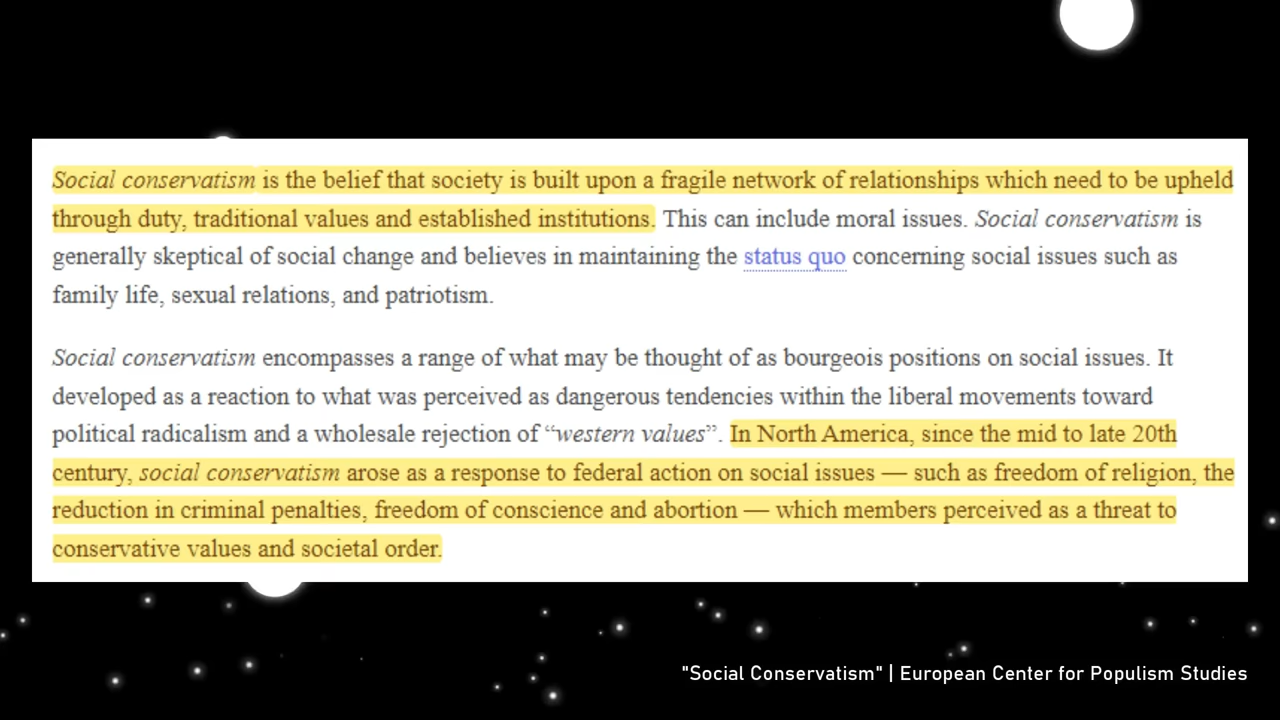 Social conservatism is the belief that society is built upon a fragile network of relationships which need to be upheld
through duty, traditional values and established institutions. This can include moral issues. Social conservatism is
generally skeptical of social change and believes in maintaining the status quo concerning social issues such as
family life, sexual relations, and patriotism.
Social conservatism encompasses a range of what may be thought of as bourgeois positions on social issues. It
developed as a reaction to what was perceived as dangerous tendencies within the liberal movements toward
political radicalism and a wholesale rejection of “western values”. In North America, since the mid to late 20th
century, social conservatism arose as a response to federal action on social issues — such as freedom of religion, the
reduction in criminal penalties, freedom of conscience and abortion — which members perceived as a threat to
conservative values and societal order.
"Social Conservatism" | European Center for Populism Studies